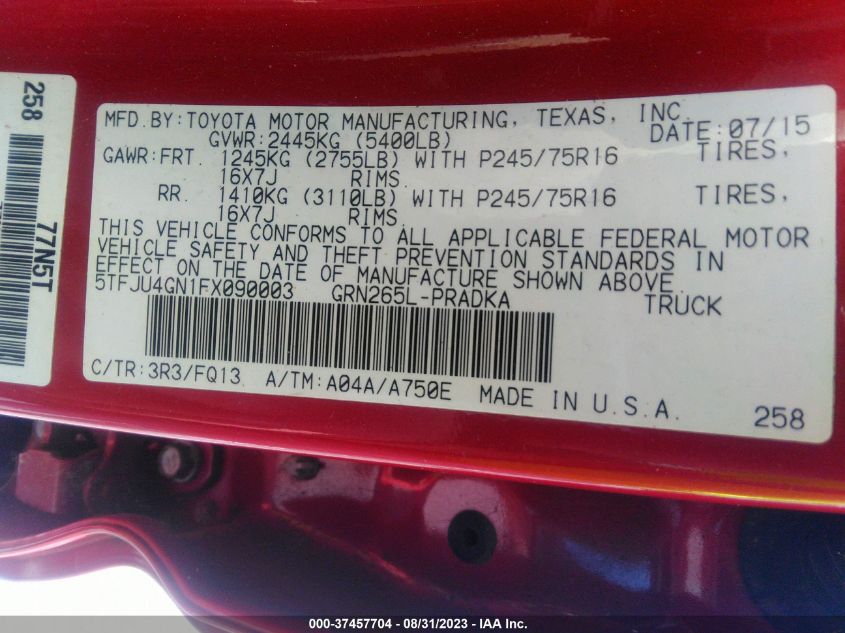 258
77N5T
MFD.BY:TOYOTA MOTOR MANUFACTURING, TEXAS, INC.
GVWR:2445KG (5400LB) DATE:07/15
GAWR:FRT. 1245KG (2755LB) WITH P245/75R16 TIRES,
16X7J RIMS,
RR. 1410KG (3110LB) WITH P245/75R16 TIRES,
16X7J RIMS,
THIS VEHICLE CONFORMS TO ALL APPLICABLE FEDERAL MOTOR
VEHICLE SAFETY AND THEFT PREVENTION STANDARDS IN
EFFECT ON THE DATE OF MANUFACTURE SHOWN ABOVE.
5TFJU4GN1FX090003 GRN265L-PRADKA TRUCK
C/TR:3R3/FQ13 A/TM:A04A/A750E MADE IN U.S.A.
258
000-37457704 - 08/31/2023 - IAA Inc.